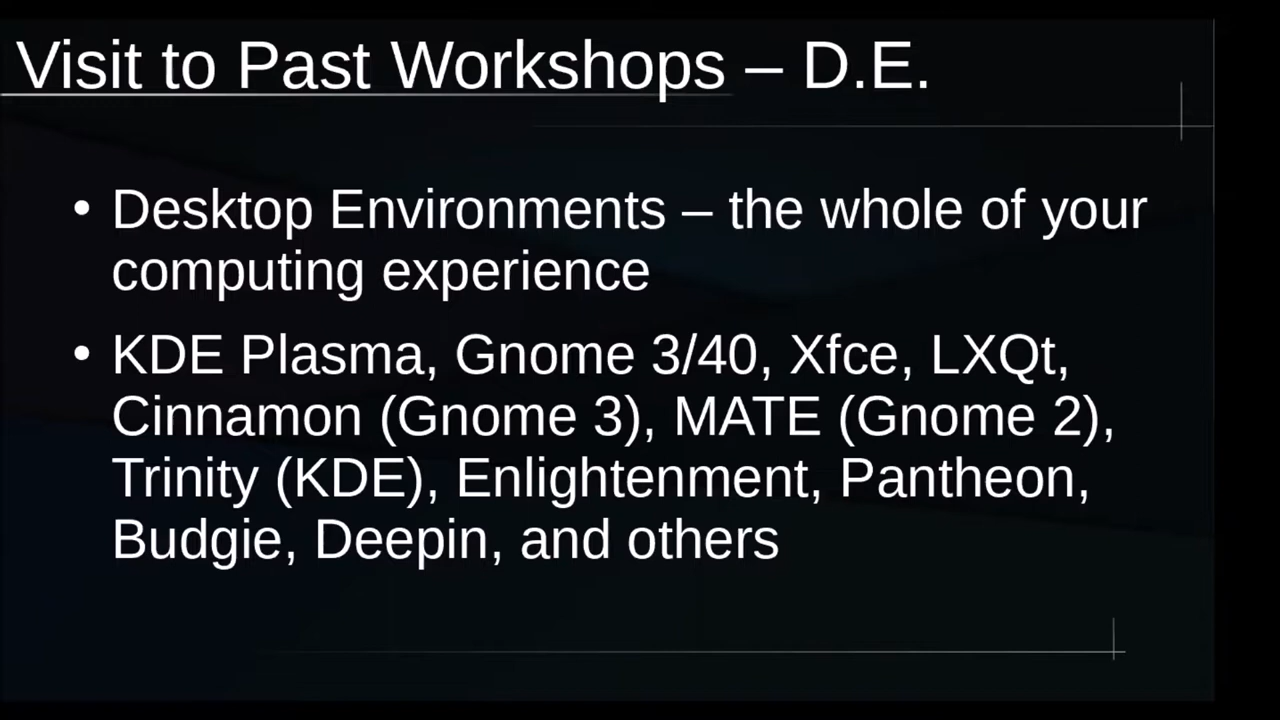 Visit to Past Workshops – D.E.
• Desktop Environments – the whole of your
computing experience
• KDE Plasma, Gnome 3/40, Xfce, LXQt,
Cinnamon (Gnome 3), MATE (Gnome 2),
Trinity (KDE), Enlightenment, Pantheon,
Budgie, Deepin, and others